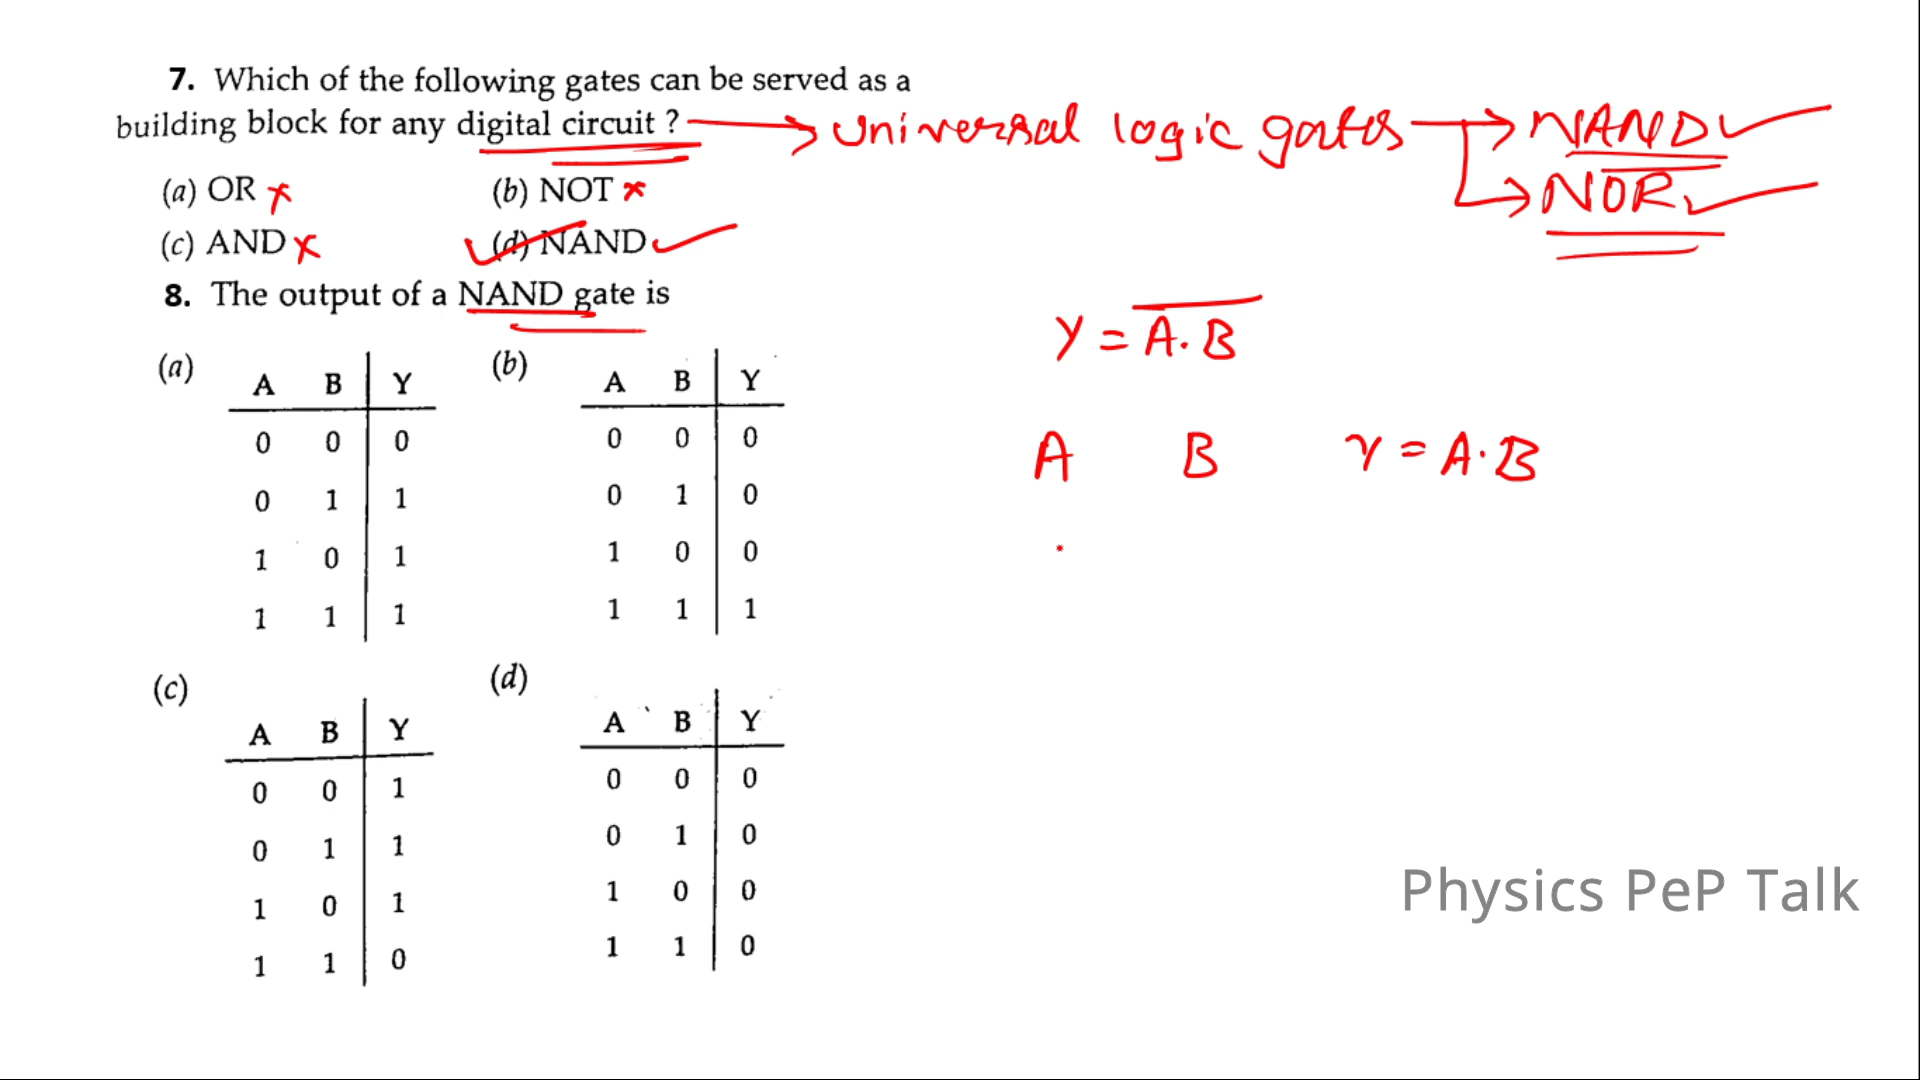 7. Which of the following gates can be served as a
building block for any digital circuit ? → Universal logic gates → NAND ✓
→ NOR ✓
(a) OR × (b) NOT ×
(c) AND × ✓ (d) NAND ✓
8. The output of a NAND gate is
Y = \overline{A.B}
A B Y = A.B
(a) (b)
A B Y A B Y
0 0 0 0 0 0
0 1 1 0 1 0
1 0 1 1 0 0
1 1 1 1 1 1
(c) (d)
A B Y A B Y
0 0 1 0 0 0
0 1 1 0 1 0
1 0 1 1 0 0
1 1 0 1 1 0
Physics PeP Talk